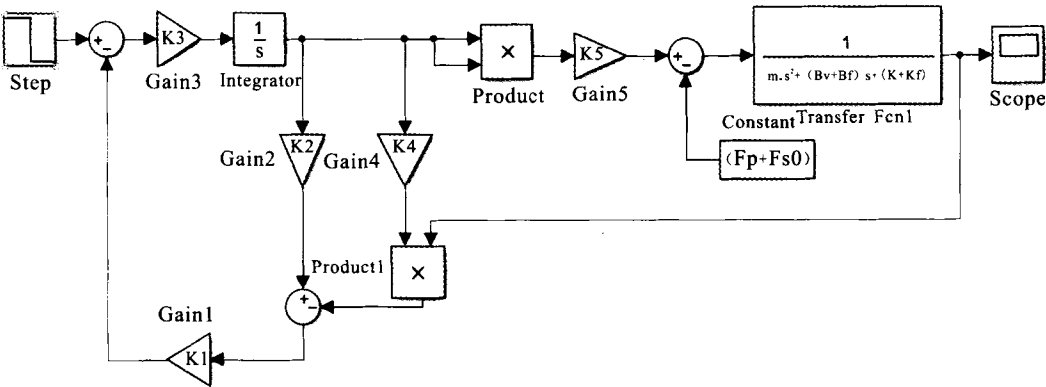 Step
+
−
K3
Gain3
1
s
Integrator
×
Product
K5
Gain5
+
−
1
m.s²+ (Bv+Bf) s+(K+Kf)
Transfer Fcn1
Scope
Constant
(Fp+Fs0)
Gain2
K2
Gain4
K4
Product1
×
+
−
Gain1
K1